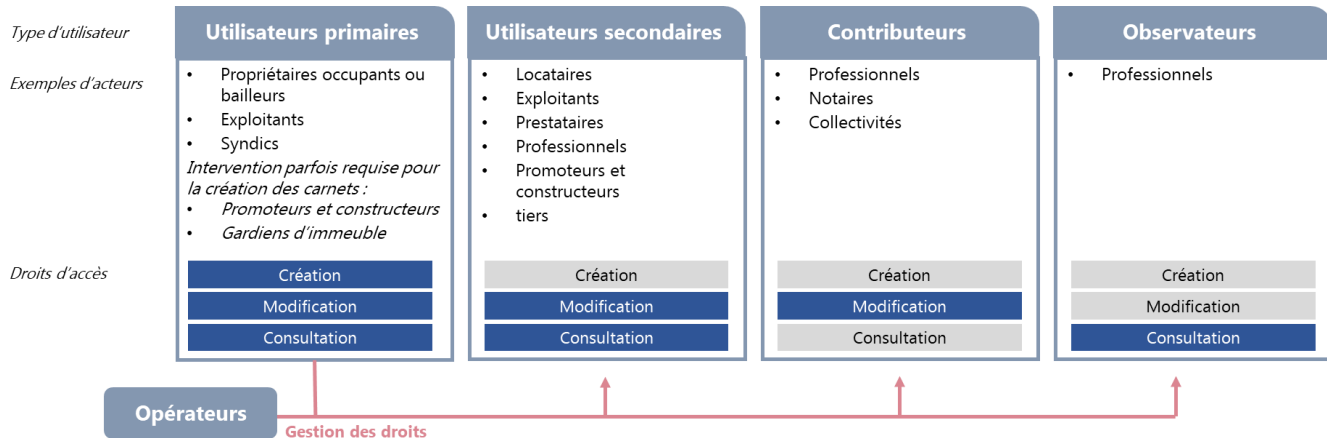 Type d'utilisateur
Utilisateurs primaires
Utilisateurs secondaires
Contributeurs
Observateurs
Exemples d'acteurs
• Propriétaires occupants ou
bailleurs
• Exploitants
• Syndics
Intervention parfois requise pour
la création des carnets :
• Promoteurs et constructeurs
• Gardiens d'immeuble
• Locataires
• Exploitants
• Prestataires
• Professionnels
• Promoteurs et
constructeurs
• tiers
• Professionnels
• Notaires
• Collectivités
• Professionnels
Droits d'accès
Création
Modification
Consultation
Création
Modification
Consultation
Création
Modification
Consultation
Création
Modification
Consultation
Opérateurs
Gestion des droits